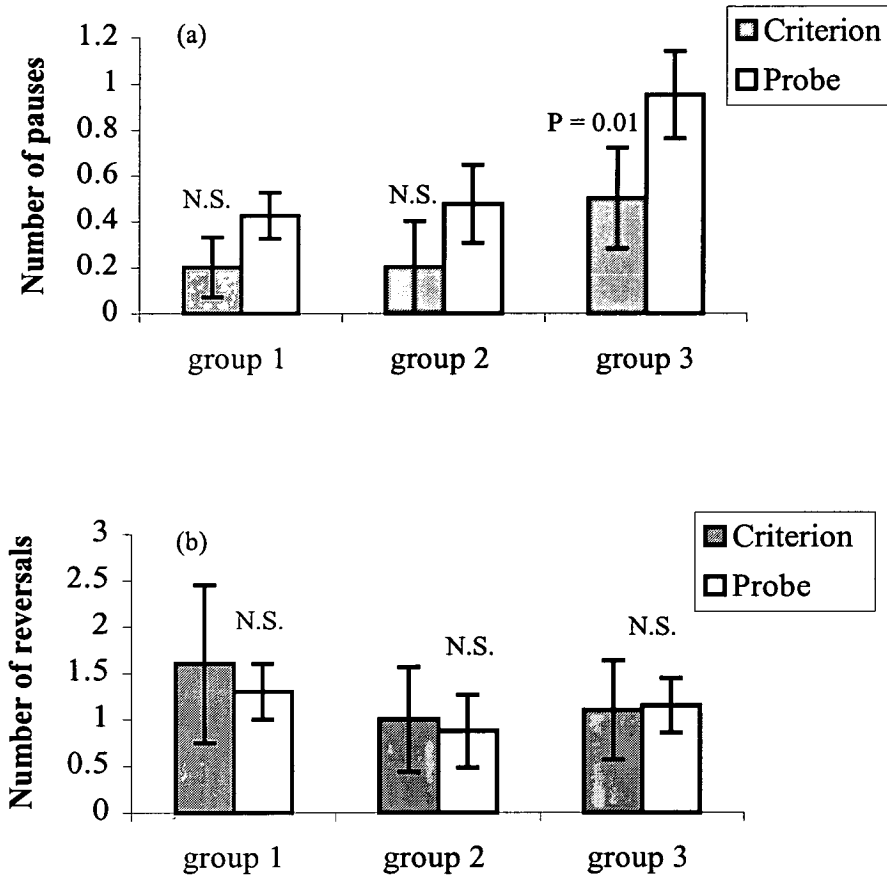 (a)
Criterion
Probe
Number of pauses
1.2
1
0.8
0.6
0.4
0.2
0
N.S.
N.S.
P = 0.01
group 1
group 2
group 3
(b)
Criterion
Probe
Number of reversals
3
2.5
2
1.5
1
0.5
0
N.S.
N.S.
N.S.
group 1
group 2
group 3